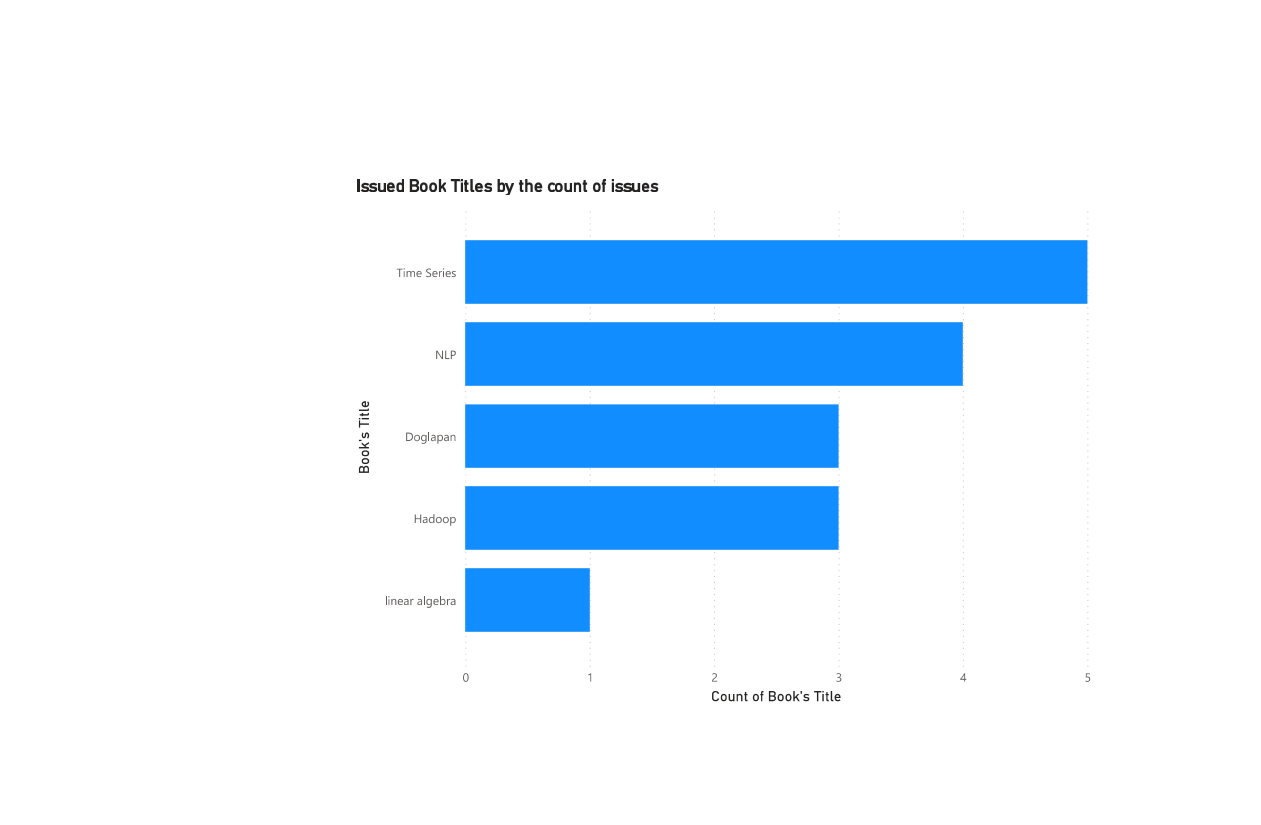 Issued Book Titles by the count of issues
Book's Title
Time Series
NLP
Doglapan
Hadoop
linear algebra
0 1 2 3 4 5
Count of Book's Title